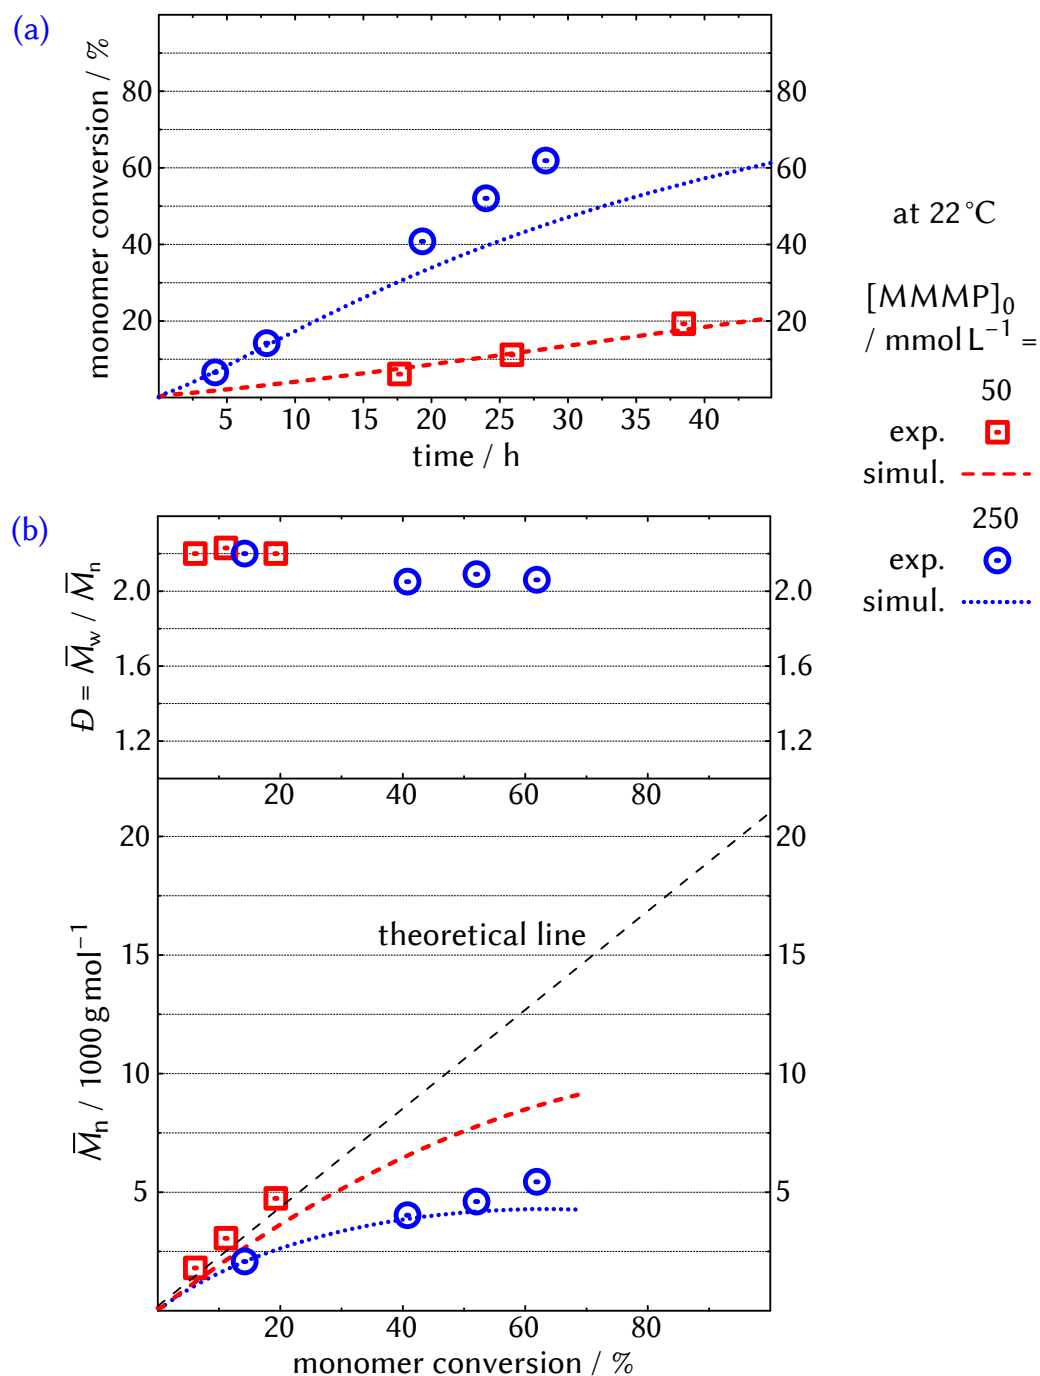 (a)
monomer conversion / %
80
60
40
20
80
60
40
20
5 10 15 20 25 30 35 40
time / h
at 22 °C
[MMMP]₀
/ mmol L⁻¹ =
50
exp.
simul.
250
exp.
simul.
(b)
Đ = M̅w / M̅n
2.0
1.6
1.2
2.0
1.6
1.2
20 40 60 80
M̅n / 1000 g mol⁻¹
20
15
10
5
20
15
10
5
theoretical line
20 40 60 80
monomer conversion / %